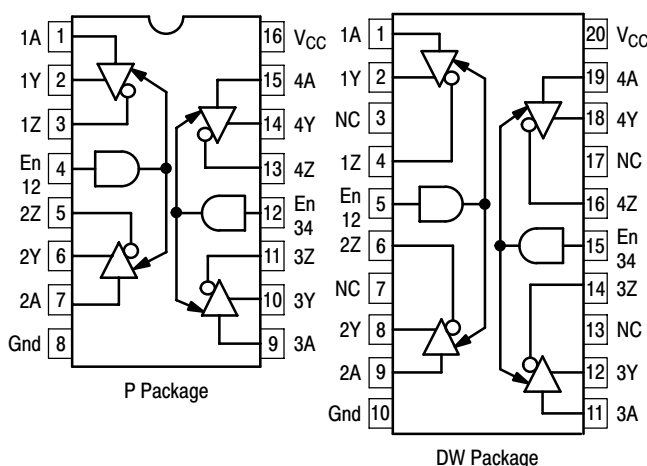 1A 1
1Y 2
1Z 3
En 12 4
2Z 5
2Y 6
2A 7
Gnd 8
16 VCC
15 4A
14 4Y
13 4Z
12 En 34
11 3Z
10 3Y
9 3A
P Package
1A 1
1Y 2
NC 3
1Z 4
En 12 5
2Z 6
NC 7
2Y 8
2A 9
Gnd 10
20 VCC
19 4A
18 4Y
17 NC
16 4Z
15 En 34
14 3Z
13 NC
12 3Y
11 3A
DW Package